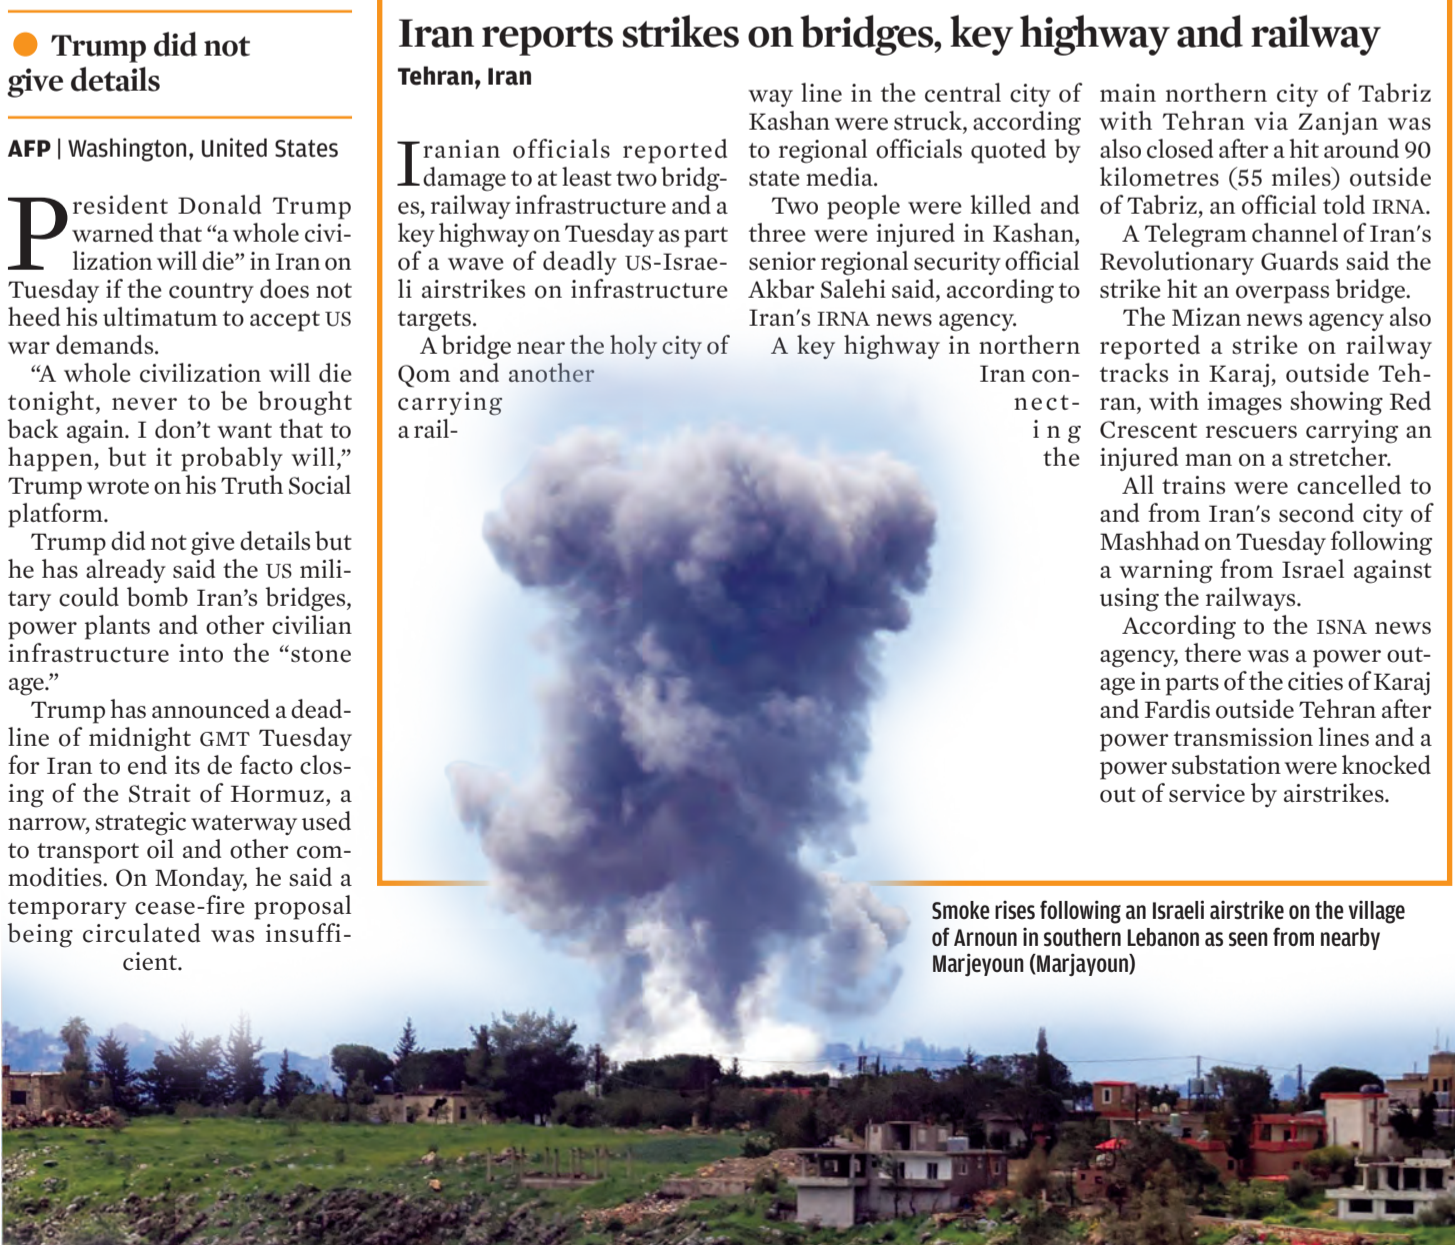 Trump did not
give details
AFP | Washington, United States
President Donald Trump
warned that “a whole civi-
lization will die” in Iran on
Tuesday if the country does not
heed his ultimatum to accept US
war demands.
“A whole civilization will die
tonight, never to be brought
back again. I don’t want that to
happen, but it probably will,”
Trump wrote on his Truth Social
platform.
Trump did not give details but
he has already said the US mili-
tary could bomb Iran’s bridges,
power plants and other civilian
infrastructure into the “stone
age.”
Trump has announced a dead-
line of midnight GMT Tuesday
for Iran to end its de facto clos-
ing of the Strait of Hormuz, a
narrow, strategic waterway used
to transport oil and other com-
modities. On Monday, he said a
temporary cease-fire proposal
being circulated was insuffi-
cient.
Iran reports strikes on bridges, key highway and railway
Tehran, Iran
Iranian officials reported
damage to at least two bridg-
es, railway infrastructure and a
key highway on Tuesday as part
of a wave of deadly US-Israe-
li airstrikes on infrastructure
targets.
A bridge near the holy city of
Qom and another
carrying
a rail-
way line in the central city of
Kashan were struck, according
to regional officials quoted by
state media.
Two people were killed and
three were injured in Kashan,
senior regional security official
Akbar Salehi said, according to
Iran's IRNA news agency.
A key highway in northern
Iran con-
nect-
ing
the
main northern city of Tabriz
with Tehran via Zanjan was
also closed after a hit around 90
kilometres (55 miles) outside
of Tabriz, an official told IRNA.
A Telegram channel of Iran's
Revolutionary Guards said the
strike hit an overpass bridge.
The Mizan news agency also
reported a strike on railway
tracks in Karaj, outside Teh-
ran, with images showing Red
Crescent rescuers carrying an
injured man on a stretcher.
All trains were cancelled to
and from Iran's second city of
Mashhad on Tuesday following
a warning from Israel against
using the railways.
According to the ISNA news
agency, there was a power out-
age in parts of the cities of Karaj
and Fardis outside Tehran after
power transmission lines and a
power substation were knocked
out of service by airstrikes.
Smoke rises following an Israeli airstrike on the village
of Arnoun in southern Lebanon as seen from nearby
Marjeyoun (Marjayoun)